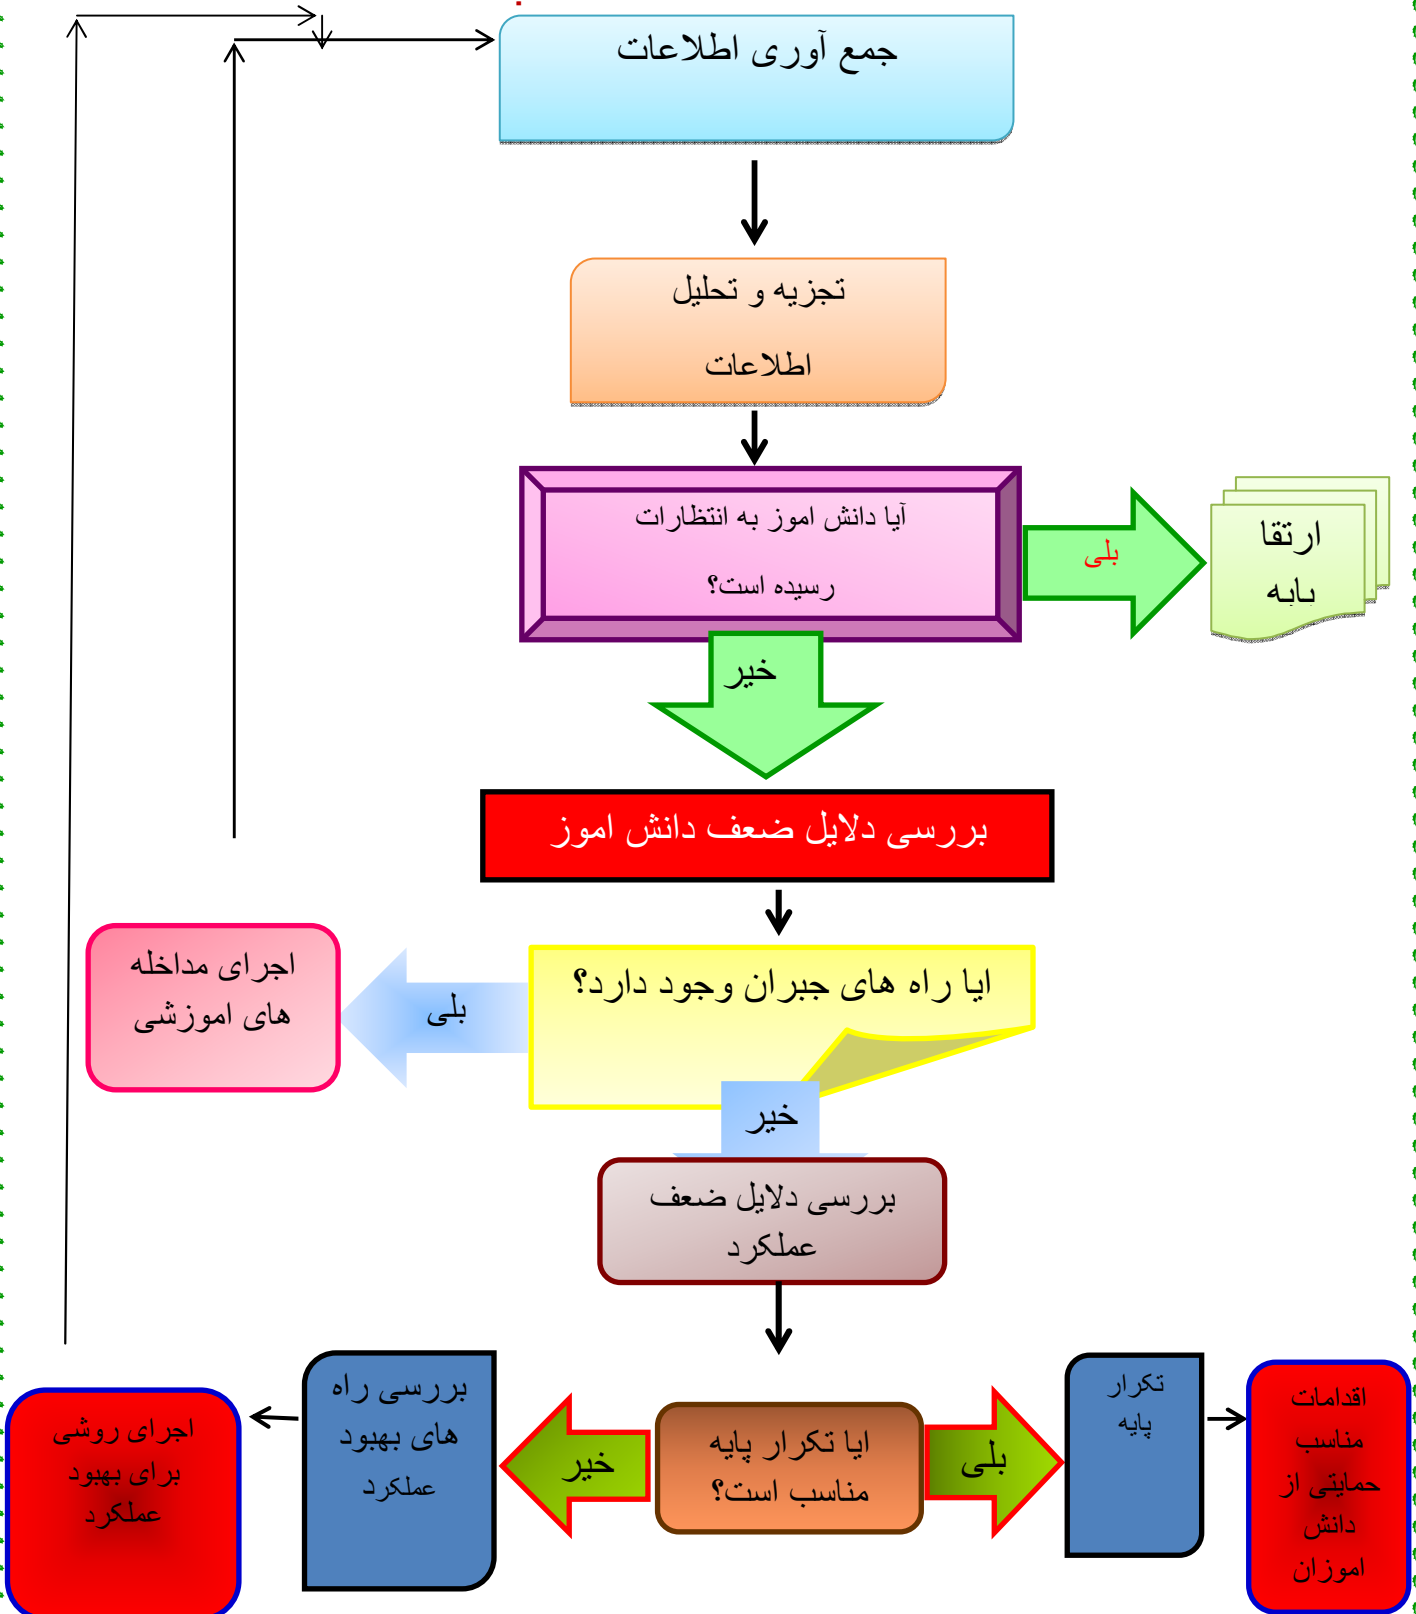 جمع آوری اطلاعات
تجزیه و تحلیل
اطلاعات
آیا دانش اموز به انتظارات
رسیده است؟
بلی
ارتقا
پایه
خیر
بررسی دلایل ضعف دانش اموز
ایا راه های جبران وجود دارد؟
بلی
اجرای مداخله
های اموزشی
خیر
بررسی دلایل ضعف
عملکرد
ایا تکرار پایه
مناسب است؟
بلی
تکرار
پایه
اقدامات
مناسب
حمایتی از
دانش
اموزان
خیر
بررسی راه
های بهبود
عملکرد
اجرای روشی
برای بهبود
عملکرد